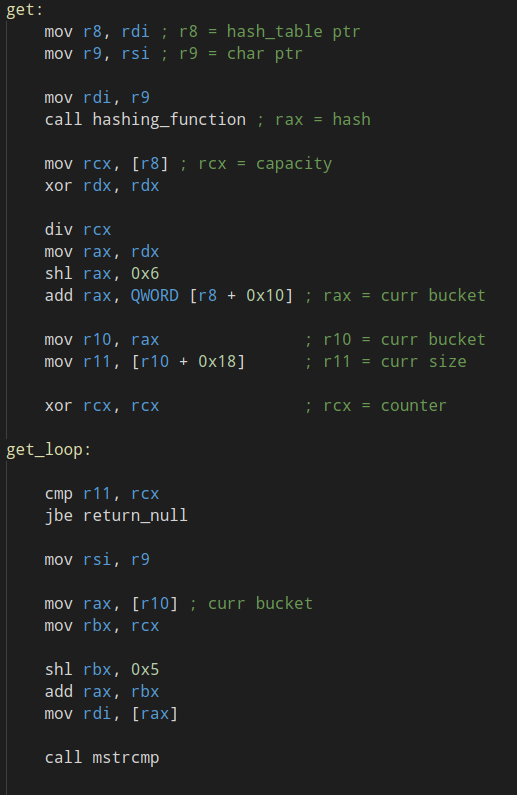 get:
mov r8, rdi ; r8 = hash_table ptr
mov r9, rsi ; r9 = char ptr
mov rdi, r9
call hashing_function ; rax = hash
mov rcx, [r8] ; rcx = capacity
xor rdx, rdx
div rcx
mov rax, rdx
shl rax, 0x6
add rax, QWORD [r8 + 0x10] ; rax = curr bucket
mov r10, rax ; r10 = curr bucket
mov r11, [r10 + 0x18] ; r11 = curr size
xor rcx, rcx ; rcx = counter
get_loop:
cmp r11, rcx
jbe return_null
mov rsi, r9
mov rax, [r10] ; curr bucket
mov rbx, rcx
shl rbx, 0x5
add rax, rbx
mov rdi, [rax]
call mstrcmp